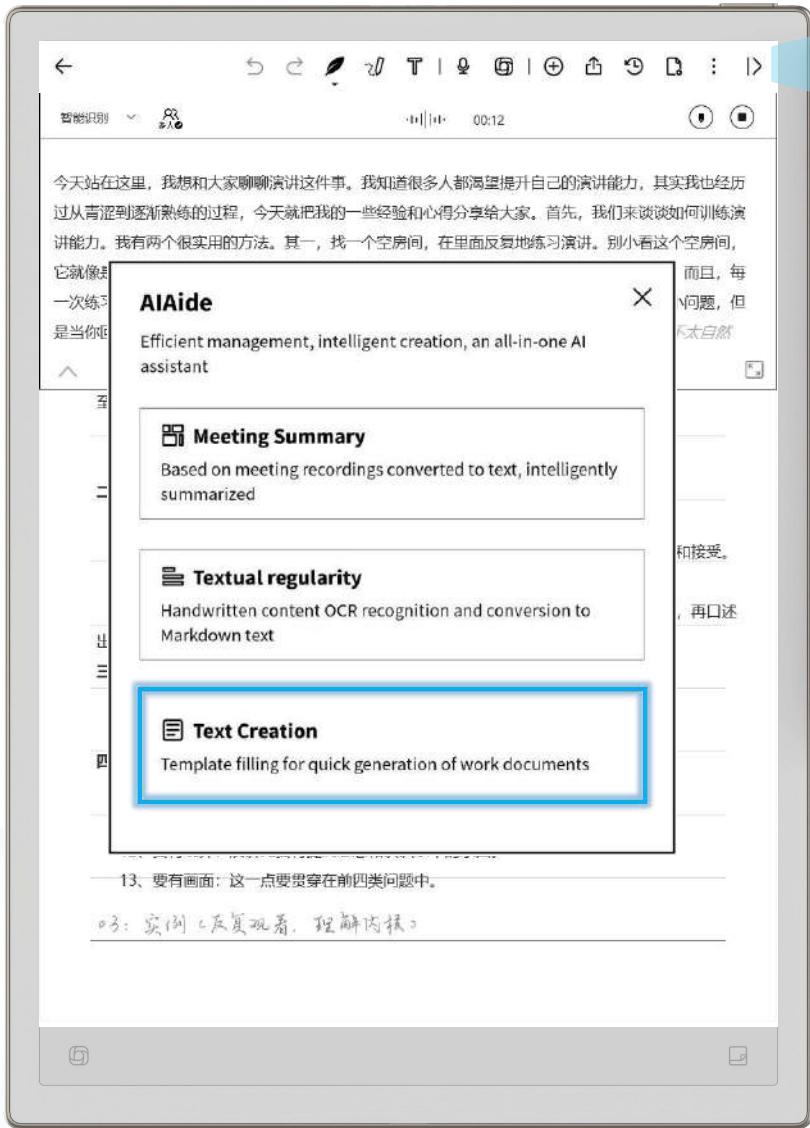 智能识别
多人
00:12
今天站在这里，我想和大家聊聊演讲这件事。我知道很多人都渴望提升自己的演讲能力，其实我也经历
过从青涩到逐渐熟练的过程，今天就把我的一些经验和心得分享给大家。首先，我们来谈谈如何训练演
讲能力。我有两个很实用的方法。其一，找一个空房间，在里面反复地练习演讲。别小看这个空房间，
它就像是 而且，每
一次练习 小问题，但
是当你回 不太自然
AIAide
Efficient management, intelligent creation, an all-in-one AI
assistant
至
Meeting Summary
Based on meeting recordings converted to text, intelligently
summarized
二
和接受。
Textual regularity
Handwritten content OCR recognition and conversion to
Markdown text
，再口述
出
三
Text Creation
Template filling for quick generation of work documents
四
13、要有画面：这一点要贯穿在前四类问题中。
03：实例（反复观看，理解内核）